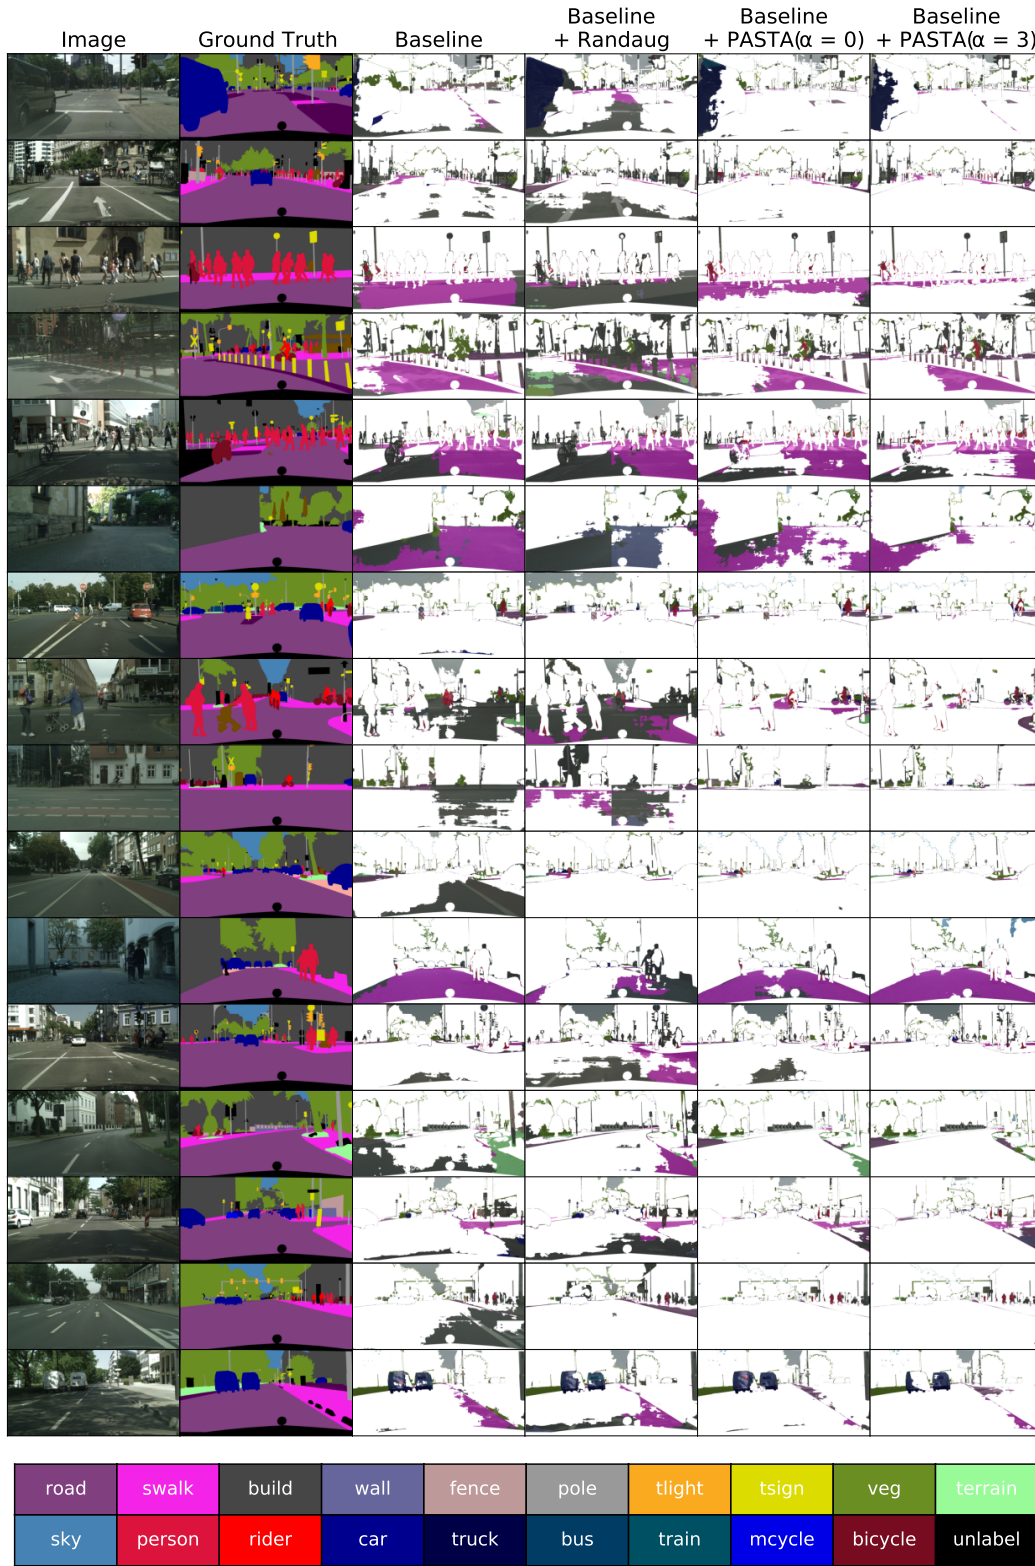 Image Ground Truth Baseline Baseline + Randaug Baseline + PASTA(α = 0) Baseline + PASTA(α = 3)
road swalk build wall fence pole tlight tsign veg terrain
sky person rider car truck bus train mcycle bicycle unlabel